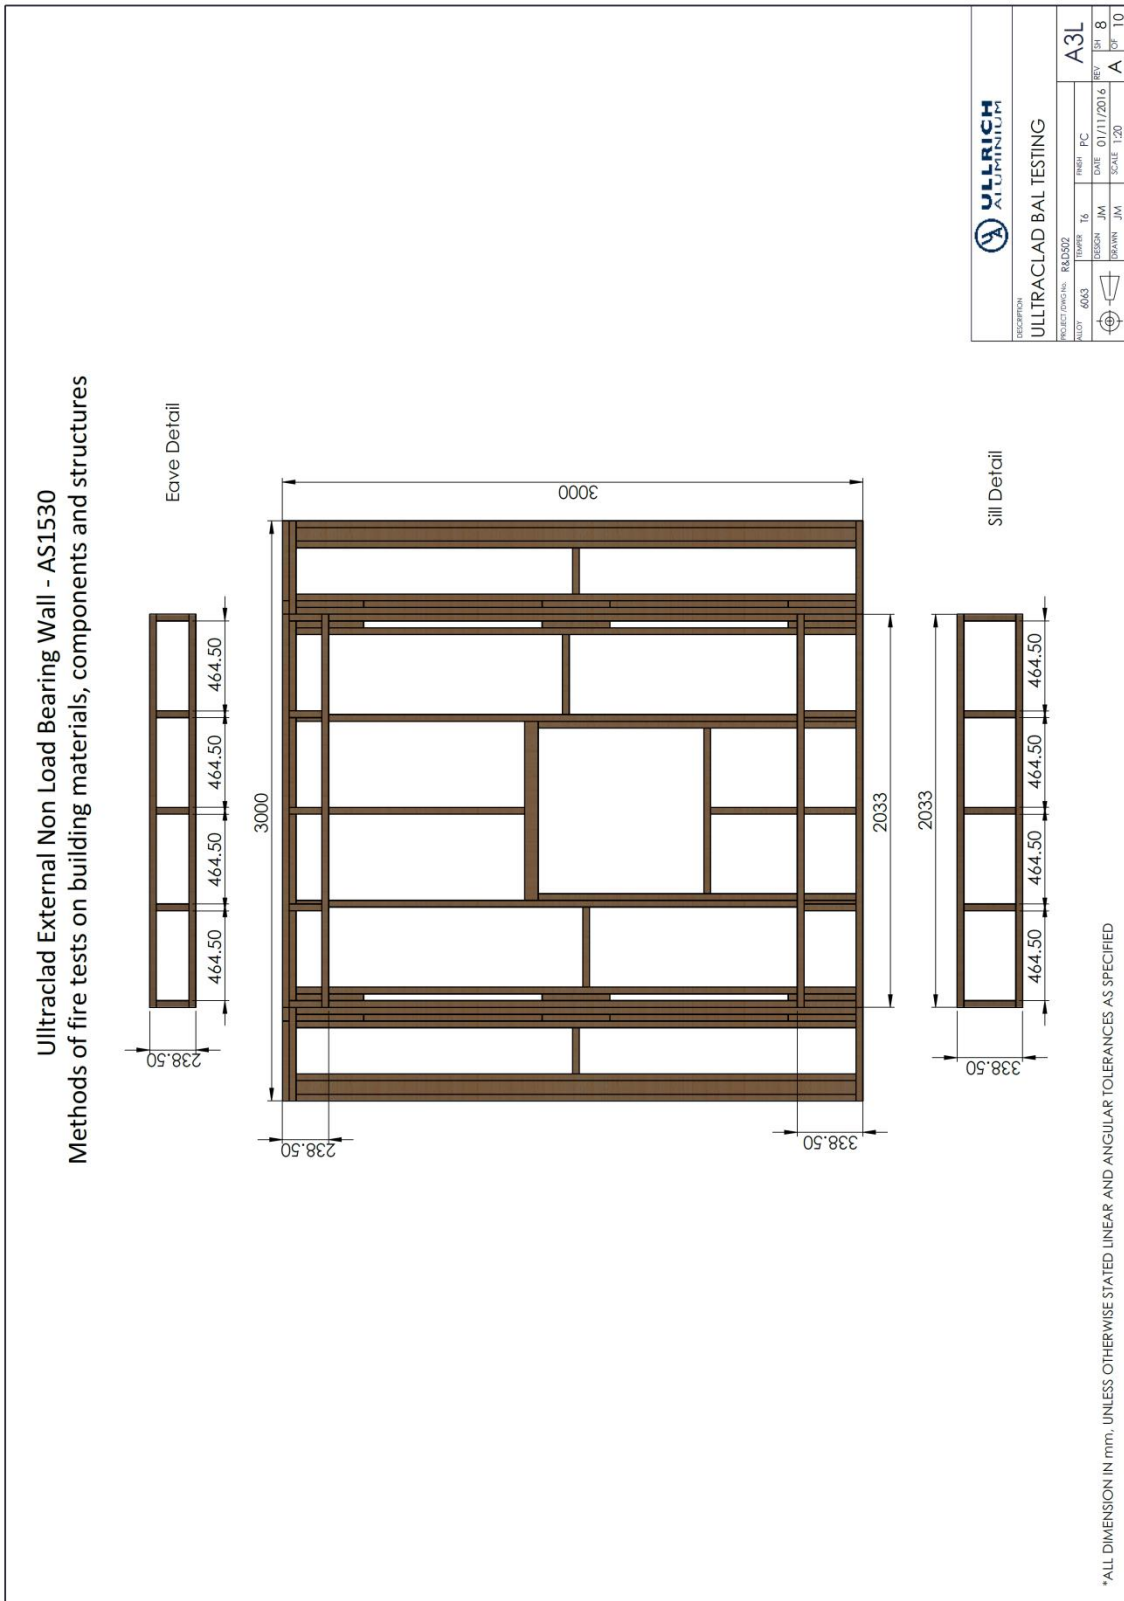 Ulltraclad External Non Load Bearing Wall - AS1530
Methods of fire tests on building materials, components and structures
Eave Detail
238.50
464.50 464.50 464.50 464.50
3000
3000
238.50
338.50
2033
2033
Sill Detail
338.50
464.50 464.50 464.50 464.50
*ALL DIMENSION IN mm, UNLESS OTHERWISE STATED LINEAR AND ANGULAR TOLERANCES AS SPECIFIED
UA ULLRICH
ALUMINIUM
DESCRIPTION
ULLTRACLAD BAL TESTING
PROJECT/DWG No. R&D502
A3L
ALLOY 6063 TEMPER T6 FINISH PC
DESIGN JM DATE 01/11/2016 REV A SH 8
DRAWN JM SCALE 1:20 OF 10